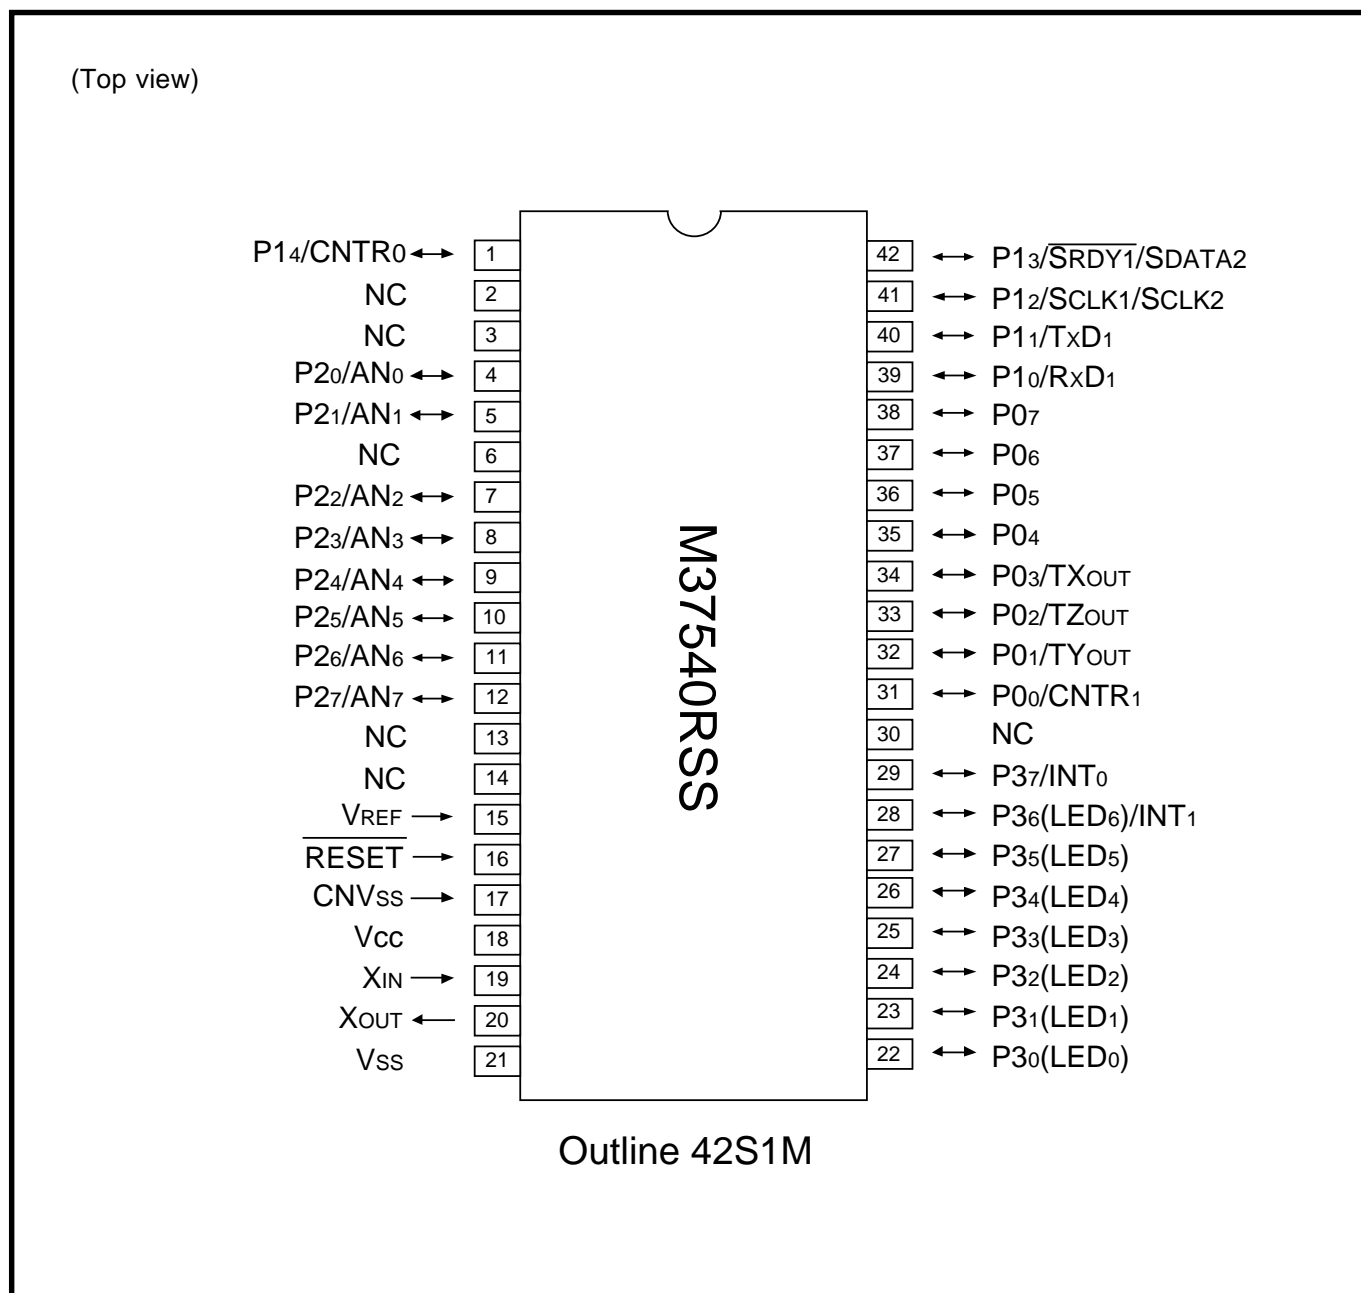 (Top view)
P14/CNTR0 1
NC 2
NC 3
P20/AN0 4
P21/AN1 5
NC 6
P22/AN2 7
P23/AN3 8
P24/AN4 9
P25/AN5 10
P26/AN6 11
P27/AN7 12
NC 13
NC 14
VREF 15
RESET 16
CNVSS 17
Vcc 18
XIN 19
XOUT 20
VSS 21
M37540RSS
42 P13/SRDY1/SDATA2
41 P12/SCLK1/SCLK2
40 P11/TxD1
39 P10/RxD1
38 P07
37 P06
36 P05
35 P04
34 P03/TXOUT
33 P02/TZOUT
32 P01/TYOUT
31 P00/CNTR1
30 NC
29 P37/INT0
28 P36(LED6)/INT1
27 P35(LED5)
26 P34(LED4)
25 P33(LED3)
24 P32(LED2)
23 P31(LED1)
22 P30(LED0)
Outline 42S1M